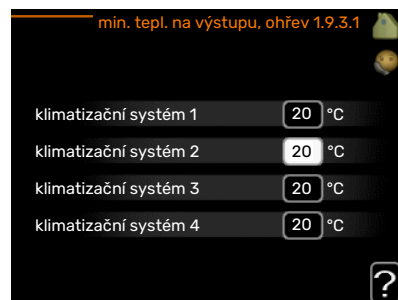 min. tepl. na výstupu, ohřev 1.9.3.1
klimatizační systém 1 20 °C
klimatizační systém 2 20 °C
klimatizační systém 3 20 °C
klimatizační systém 4 20 °C
?